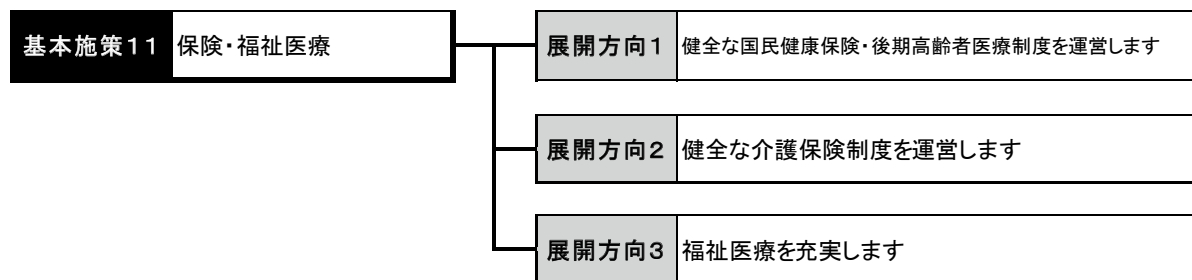 基本施策11 保険・福祉医療
展開方向1 健全な国民健康保険・後期高齢者医療制度を運営します
展開方向2 健全な介護保険制度を運営します
展開方向3 福祉医療を充実します